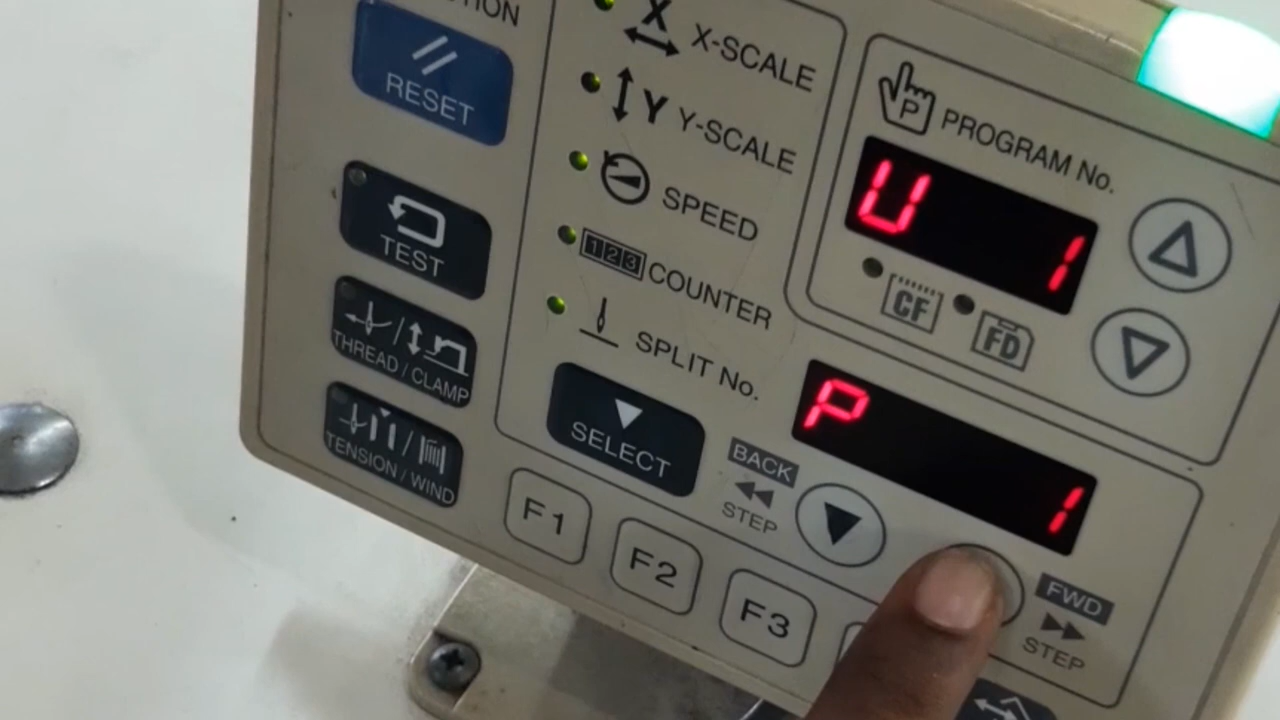 RESET
TEST
THREAD / CLAMP
TENSION / WIND
X
X-SCALE
Y
Y-SCALE
SPEED
123
COUNTER
SPLIT No.
SELECT
P
PROGRAM No.
U 1
CF
FD
P 1
BACK
STEP
FWD
STEP
F1
F2
F3